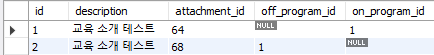 id description attachment_id off_program_id on_program_id
1 교육 소개 테스트 64 NULL 1
2 교육 소개 테스트 68 1 NULL